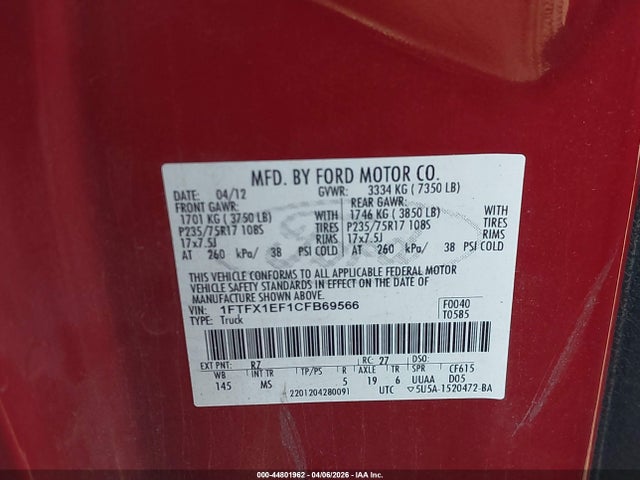 MFD. BY FORD MOTOR CO.
DATE: 04/12 GVWR: 3334 KG ( 7350 LB)
FRONT GAWR: REAR GAWR:
1701 KG ( 3750 LB) WITH 1746 KG ( 3850 LB) WITH
P235/75R17 108S TIRES P235/75R17 108S TIRES
17x7.5J RIMS 17x7.5J RIMS
AT 260 kPa/ 38 PSI COLD AT 260 kPa/ 38 PSI COLD
Ford
THIS VEHICLE CONFORMS TO ALL APPLICABLE FEDERAL MOTOR
VEHICLE SAFETY STANDARDS IN EFFECT ON THE DATE OF
MANUFACTURE SHOWN ABOVE.
VIN: 1FTFX1EF1CFB69566 F0040
TYPE: Truck T0585
EXT PNT: RZ RC: 27 DSO:
WB INT TR TP/PS R AXLE TR SPR CF615
145 MS 5 19 6 UUAA D05
2201204280091 UTC ▽5U5A-1520472-BA
000-44801962 | 04/06/2026 | IAA Inc.